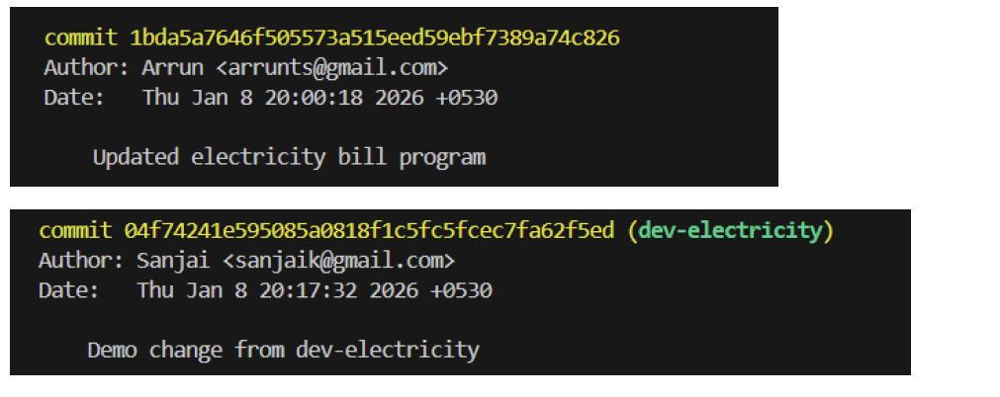 commit 1bda5a7646f505573a515eed59ebf7389a74c826
Author: Arrun <arrunts@gmail.com>
Date:   Thu Jan 8 20:00:18 2026 +0530
Updated electricity bill program
commit 04f74241e595085a0818f1c5fc5fcec7fa62f5ed (dev-electricity)
Author: Sanjai <sanjaik@gmail.com>
Date:   Thu Jan 8 20:17:32 2026 +0530
Demo change from dev-electricity